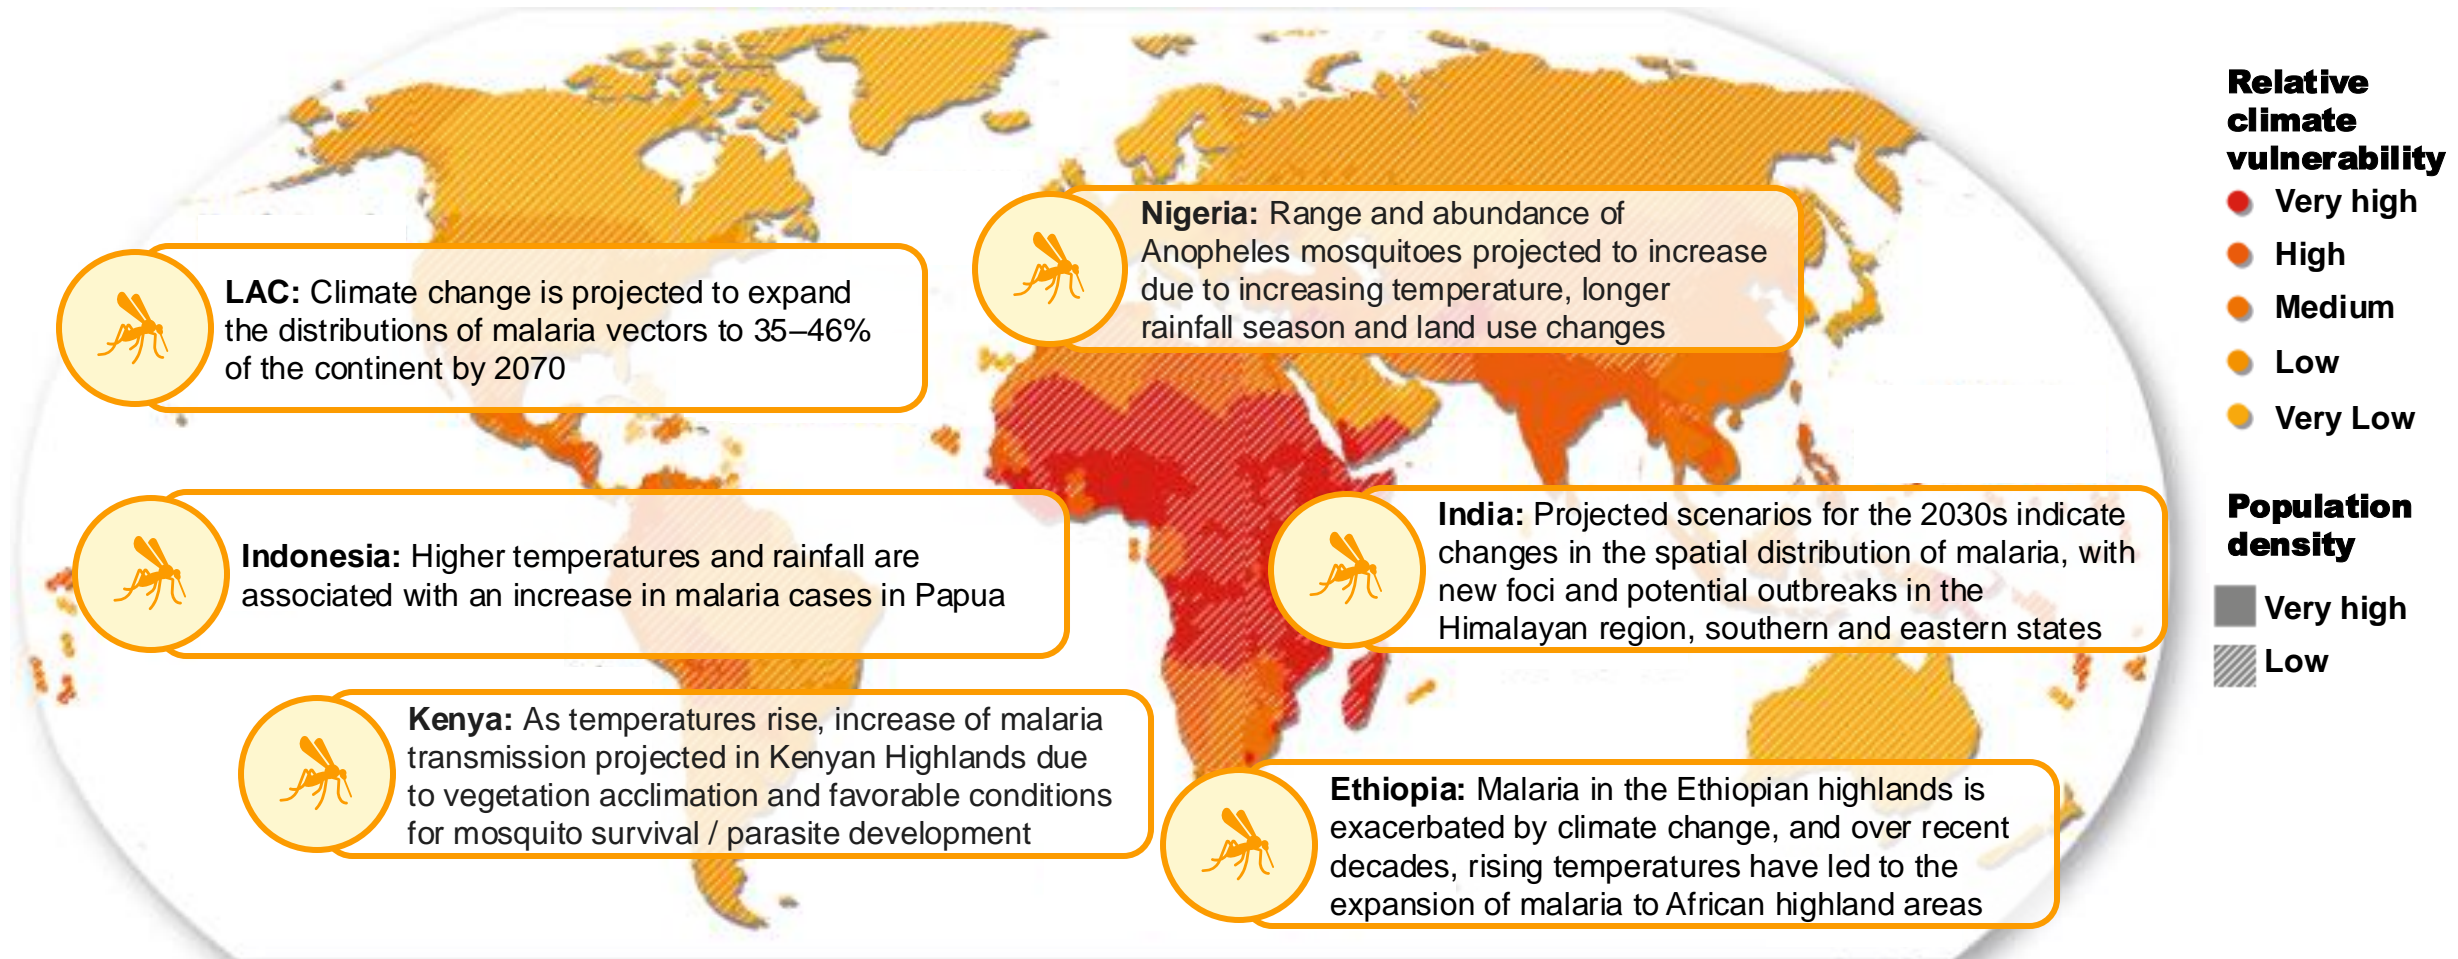 LAC: Climate change is projected to expand
the distributions of malaria vectors to 35–46%
of the continent by 2070
Nigeria: Range and abundance of
Anopheles mosquitoes projected to increase
due to increasing temperature, longer
rainfall season and land use changes
Indonesia: Higher temperatures and rainfall are
associated with an increase in malaria cases in Papua
India: Projected scenarios for the 2030s indicate
changes in the spatial distribution of malaria, with
new foci and potential outbreaks in the
Himalayan region, southern and eastern states
Kenya: As temperatures rise, increase of malaria
transmission projected in Kenyan Highlands due
to vegetation acclimation and favorable conditions
for mosquito survival / parasite development
Ethiopia: Malaria in the Ethiopian highlands is
exacerbated by climate change, and over recent
decades, rising temperatures have led to the
expansion of malaria to African highland areas
Relative
climate
vulnerability
Very high
High
Medium
Low
Very Low
Population
density
Very high
Low